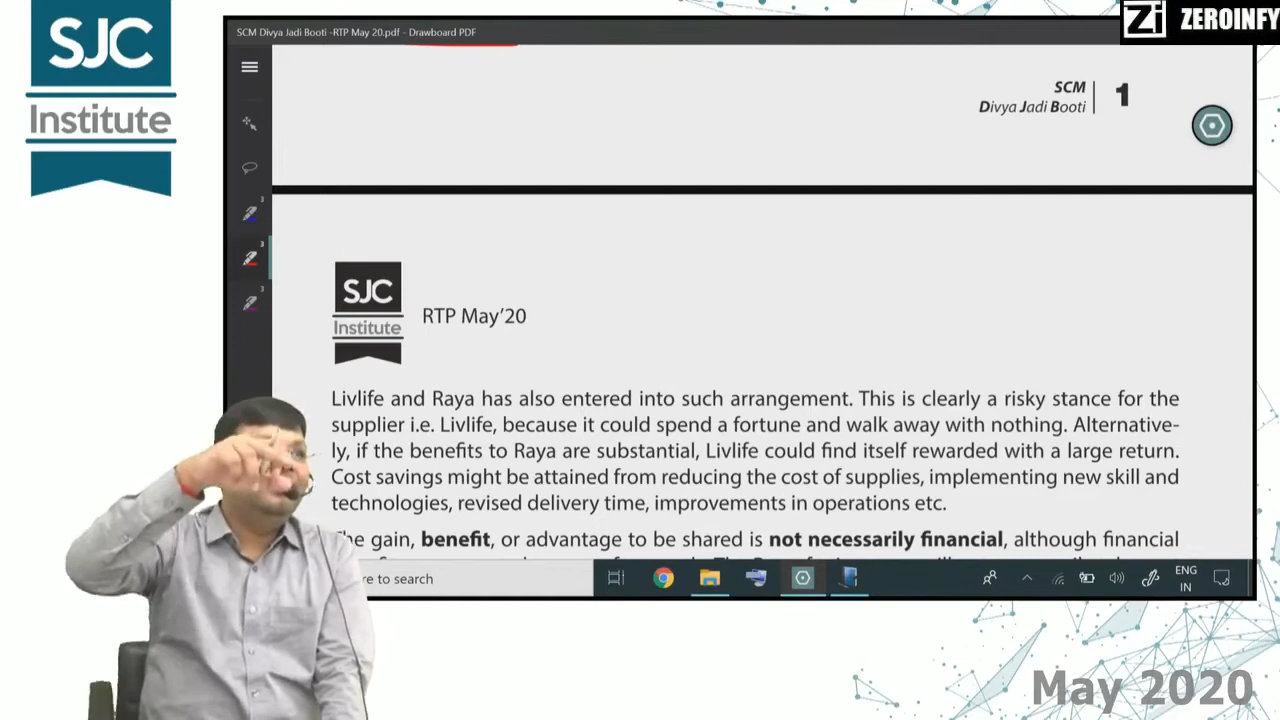 SJC
Institute
SCM Divya Jadi Booti -RTP May 20.pdf - Drawboard PDF
Zi ZEROINFY
SCM
Divya Jadi Booti
1
3
3
3
SJC
Institute
RTP May’20
Livlife and Raya has also entered into such arrangement. This is clearly a risky stance for the
supplier i.e. Livlife, because it could spend a fortune and walk away with nothing. Alternative-
ly, if the benefits to Raya are substantial, Livlife could find itself rewarded with a large return.
Cost savings might be attained from reducing the cost of supplies, implementing new skill and
technologies, revised delivery time, improvements in operations etc.
The gain, benefit, or advantage to be shared is not necessarily financial, although financial
re to search
ENG
IN
May 2020